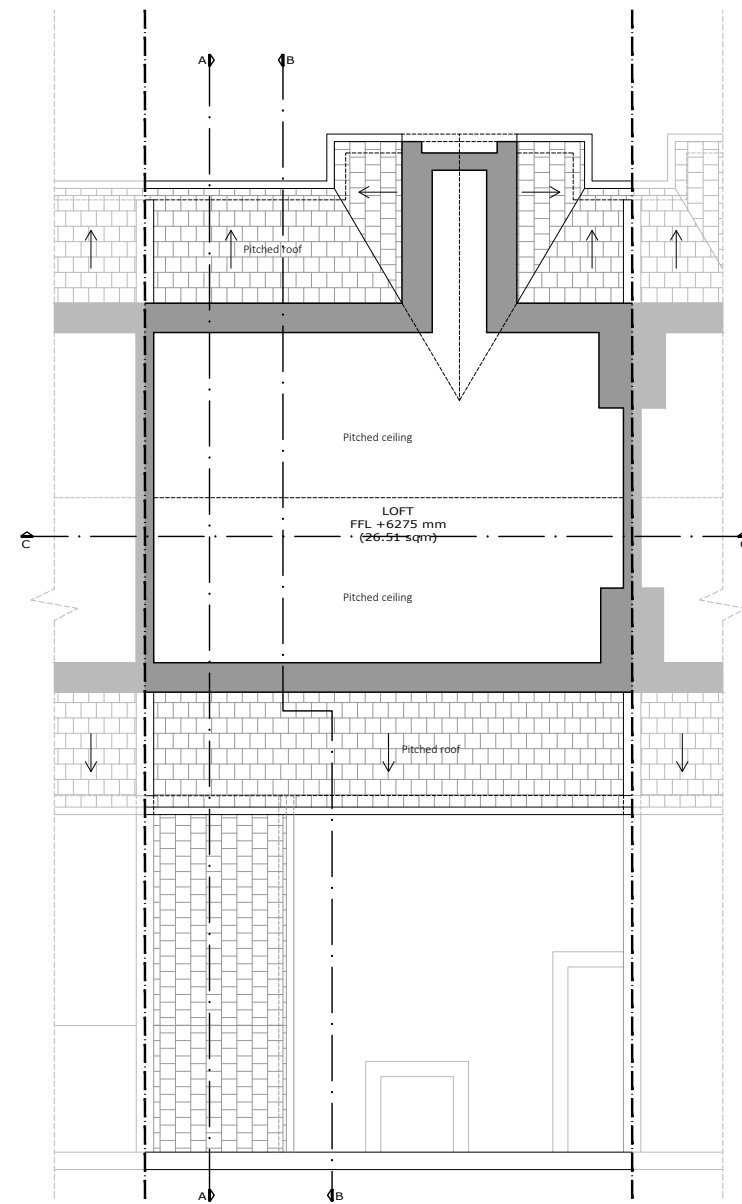 A B
Pitched roof
Pitched ceiling
LOFT
FFL +6275 mm
(26.51 sqm)
C
Pitched ceiling
Pitched roof
A B